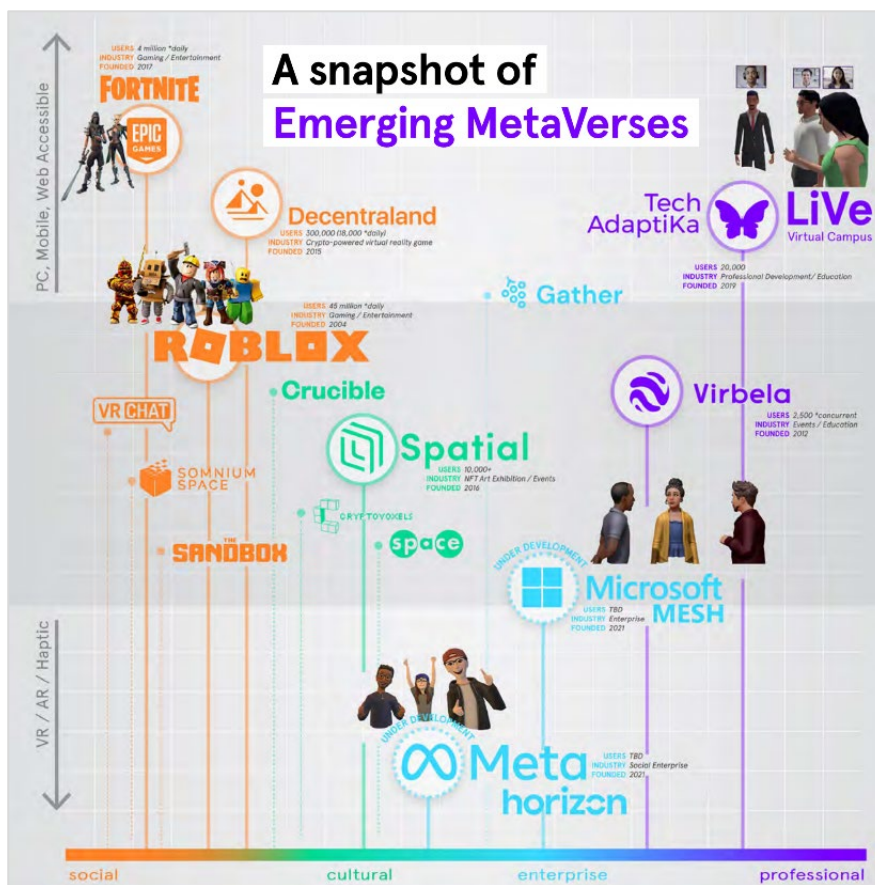 A snapshot of
Emerging MetaVerses
PC, Mobile, Web Accessible
VR / AR / Haptic
USERS 4 million *daily
INDUSTRY Gaming / Entertainment
FOUNDED 2017
FORTNITE
EPIC
GAMES
Decentraland
USERS 300,000 (18,000 *daily)
INDUSTRY Crypto-powered virtual reality game
FOUNDED 2015
Tech
AdaptiKa
LiVe
Virtual Campus
USERS 20,000
INDUSTRY Professional Development/ Education
FOUNDED 2019
Gather
USERS 45 million *daily
INDUSTRY Gaming / Entertainment
FOUNDED 2004
ROBLOX
Crucible
VR CHAT
Virbela
USERS 2,500 *concurrent
INDUSTRY Events / Education
FOUNDED 2012
Spatial
USERS 10,000+
INDUSTRY NFT Art Exhibition / Events
FOUNDED 2016
SOMNIUM
SPACE
CRYPTOVOXELS
THE
SANDBOX
space
UNDER DEVELOPMENT
Microsoft
MESH
USERS TBD
INDUSTRY Enterprise
FOUNDED 2021
UNDER DEVELOPMENT
Meta
horizon
USERS TBD
INDUSTRY Social Enterprise
FOUNDED 2021
social
cultural
enterprise
professional